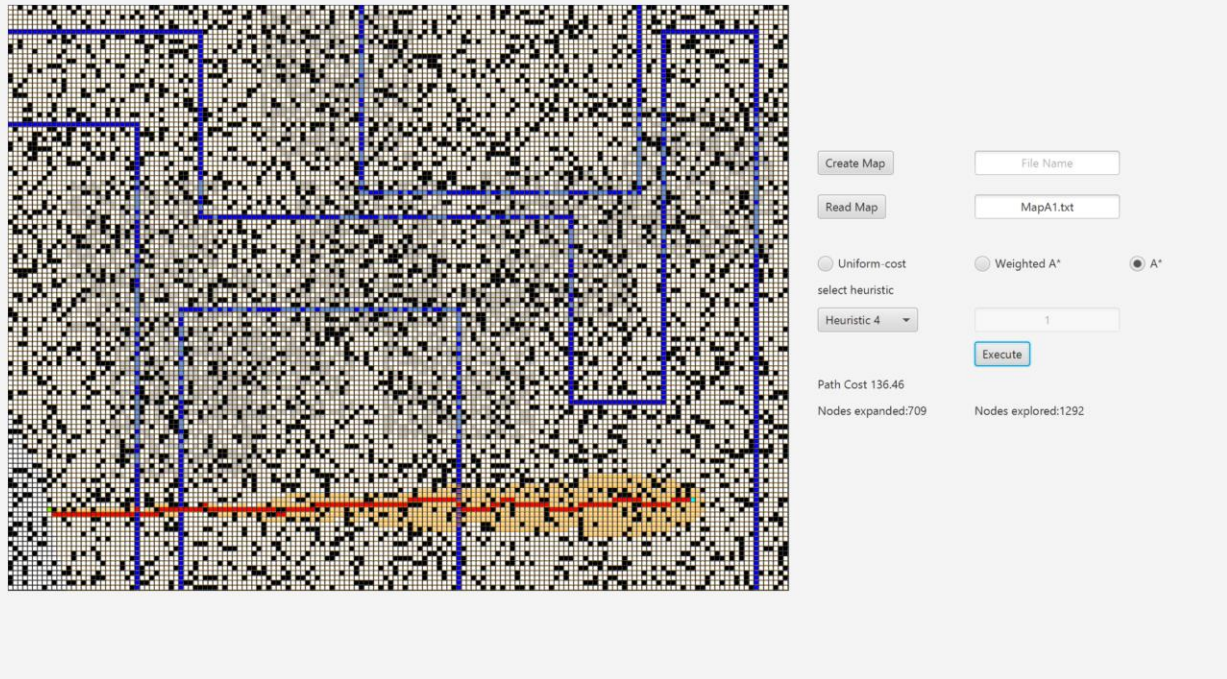 Create Map File Name
Read Map MapA1.txt
Uniform-cost Weighted A* A*
select heuristic
Heuristic 4 1
Execute
Path Cost 136.46
Nodes expanded:709 Nodes explored:1292